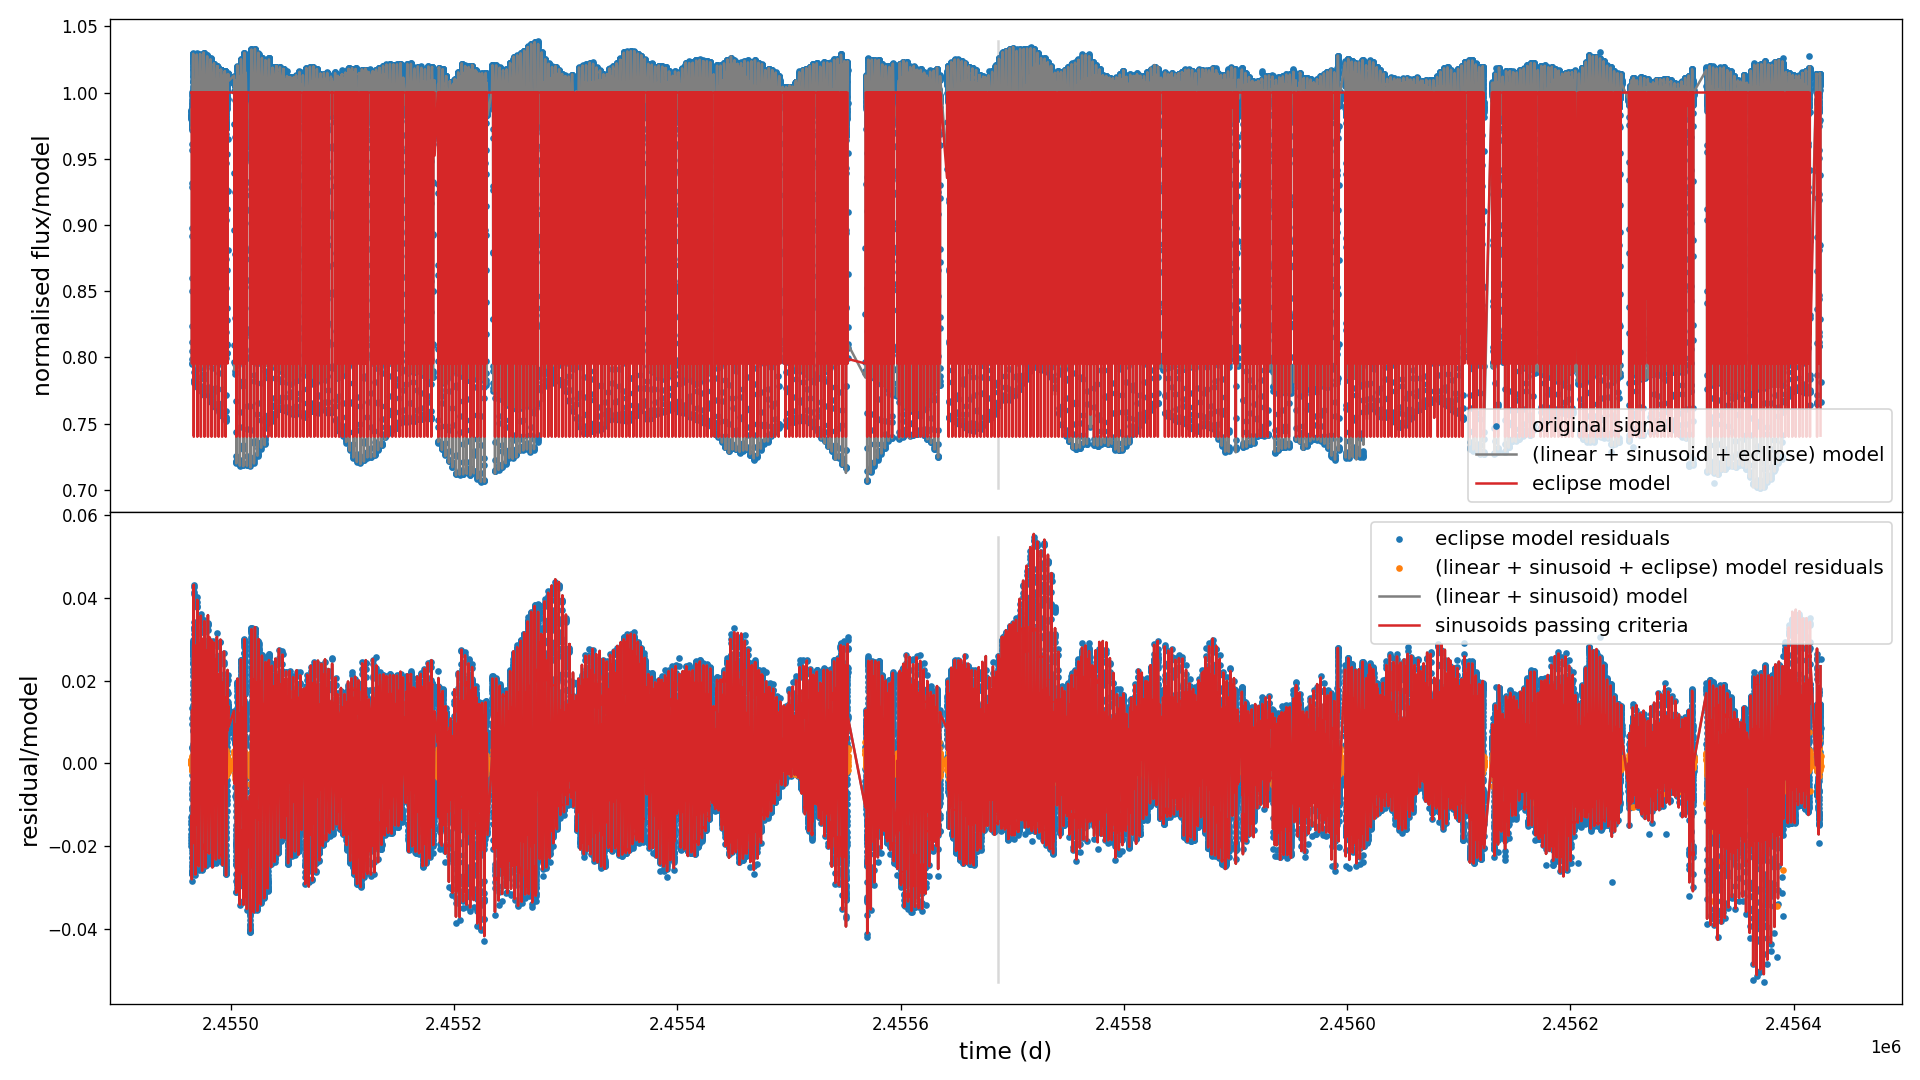 1.05
1.00
0.95
0.90
0.85
0.80
0.75
0.70
normalised flux/model
original signal
(linear + sinusoid + eclipse) model
eclipse model
0.06
0.04
0.02
0.00
−0.02
−0.04
residual/model
eclipse model residuals
(linear + sinusoid + eclipse) model residuals
(linear + sinusoid) model
sinusoids passing criteria
2.4550
2.4552
2.4554
2.4556
2.4558
2.4560
2.4562
2.4564
1e6
time (d)